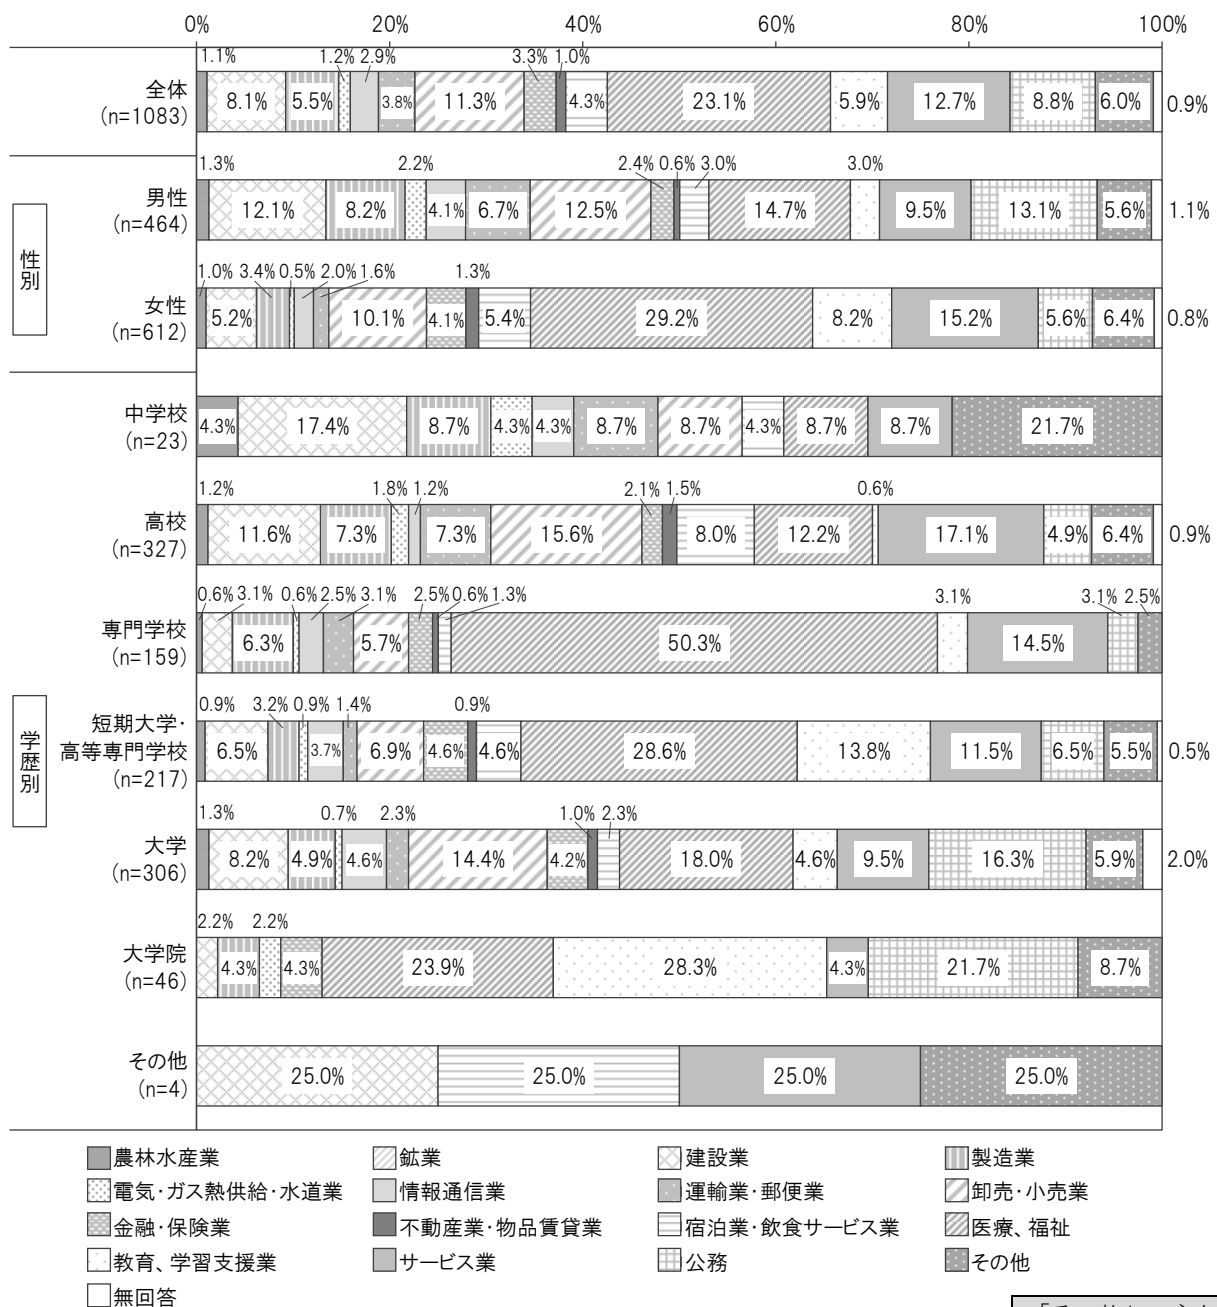 0% 20% 40% 60% 80% 100%
1.1% 1.2% 2.9% 3.3% 1.0%
全体
(n=1083)
8.1% 5.5% 3.8% 11.3% 4.3% 23.1% 5.9% 12.7% 8.8% 6.0% 0.9%
性別
1.3% 2.2% 2.4% 0.6% 3.0% 3.0%
男性
(n=464)
12.1% 8.2% 4.1% 6.7% 12.5% 14.7% 9.5% 13.1% 5.6% 1.1%
1.0% 3.4% 0.5% 2.0% 1.6% 1.3%
女性
(n=612)
5.2% 10.1% 4.1% 5.4% 29.2% 8.2% 15.2% 5.6% 6.4% 0.8%
学歴別
中学校
(n=23)
4.3% 17.4% 8.7% 4.3% 4.3% 8.7% 8.7% 4.3% 8.7% 8.7% 21.7%
1.2% 1.8% 1.2% 2.1% 1.5% 0.6%
高校
(n=327)
11.6% 7.3% 7.3% 15.6% 8.0% 12.2% 17.1% 4.9% 6.4% 0.9%
0.6% 3.1% 0.6% 2.5% 3.1% 2.5% 0.6% 1.3% 3.1% 3.1% 2.5%
専門学校
(n=159)
6.3% 5.7% 50.3% 14.5%
0.9% 3.2% 0.9% 1.4% 0.9%
短期大学・
高等専門学校
(n=217)
6.5% 3.7% 6.9% 4.6% 4.6% 28.6% 13.8% 11.5% 6.5% 5.5% 0.5%
1.3% 0.7% 2.3% 1.0% 2.3%
大学
(n=306)
8.2% 4.9% 4.6% 14.4% 4.2% 18.0% 4.6% 9.5% 16.3% 5.9% 2.0%
2.2% 2.2%
大学院
(n=46)
4.3% 4.3% 23.9% 28.3% 4.3% 21.7% 8.7%
その他
(n=4)
25.0% 25.0% 25.0% 25.0%
農林水産業 鉱業 建設業 製造業
電気・ガス熱供給・水道業 情報通信業 運輸業・郵便業 卸売・小売業
金融・保険業 不動産業・物品賃貸業 宿泊業・飲食サービス業 医療、福祉
教育、学習支援業 サービス業 公務 その他
無回答